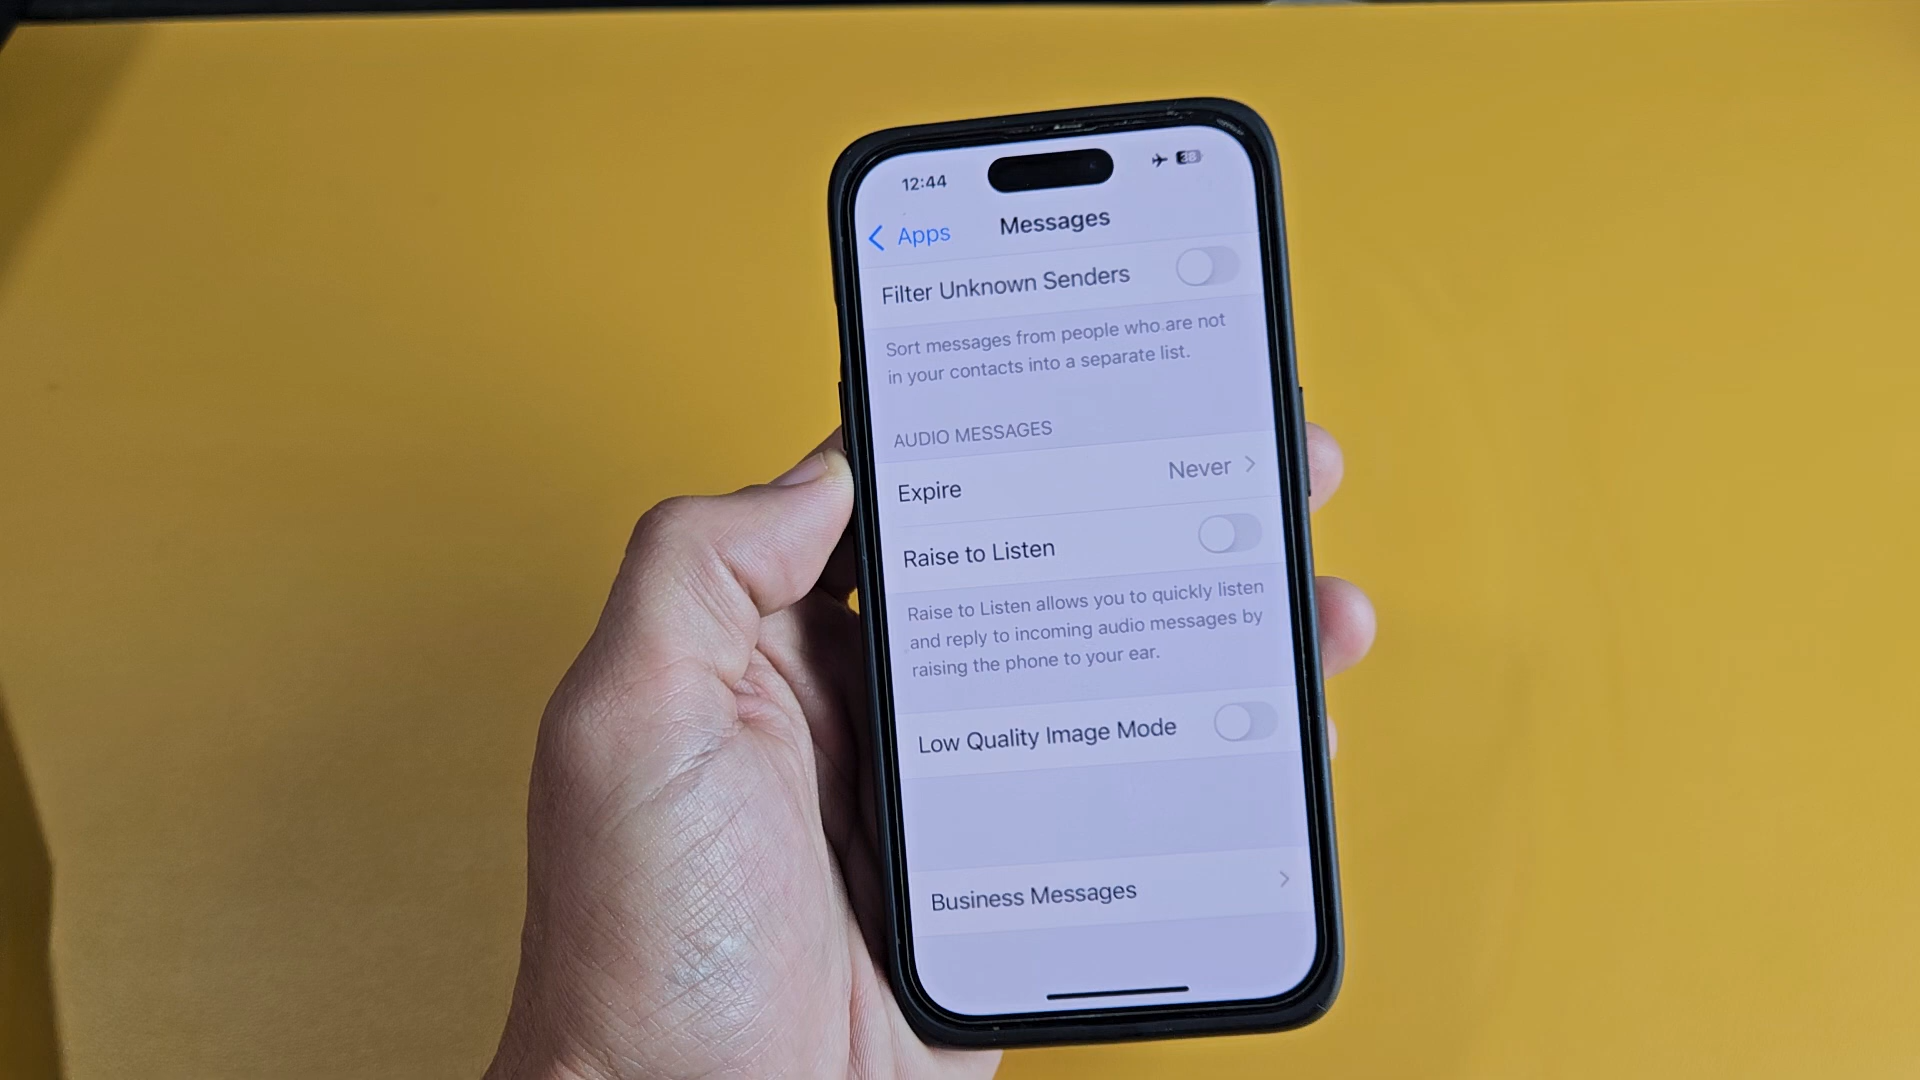 12:44
38
Apps
Messages
Filter Unknown Senders
Sort messages from people who are not
in your contacts into a separate list.
AUDIO MESSAGES
Expire
Never
Raise to Listen
Raise to Listen allows you to quickly listen
and reply to incoming audio messages by
raising the phone to your ear.
Low Quality Image Mode
Business Messages